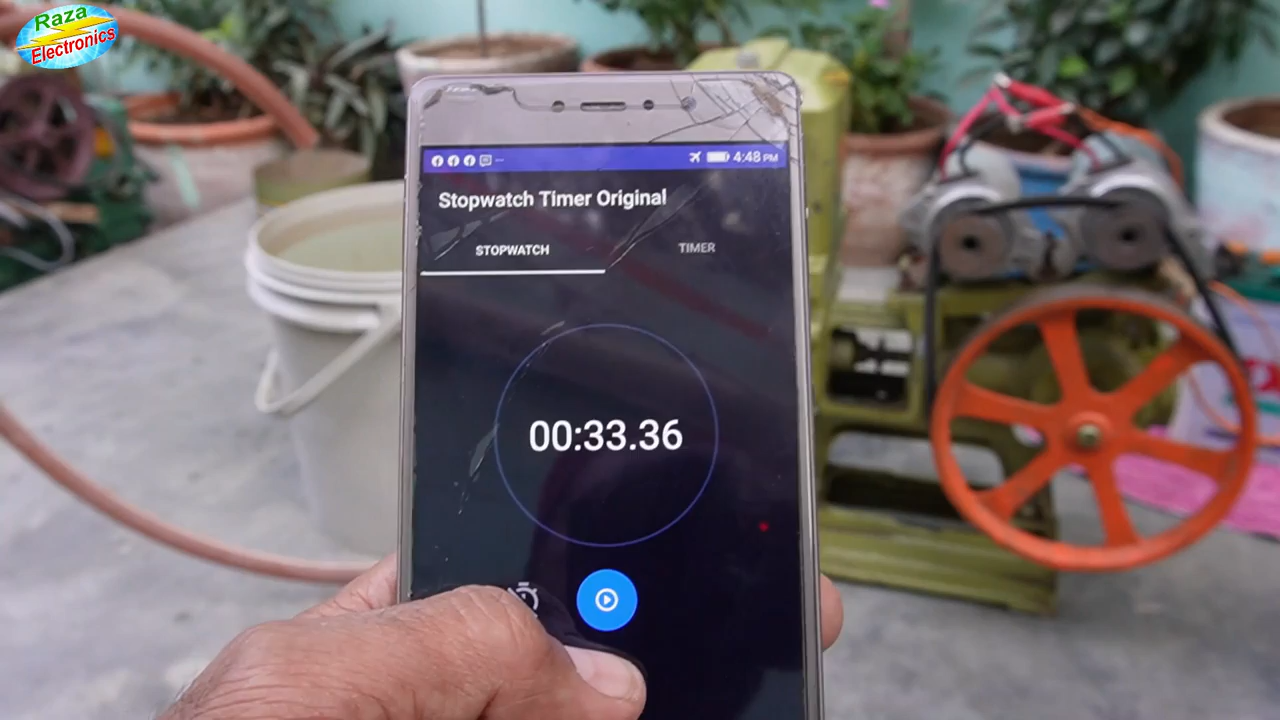 Raza
Electronics
4:48 PM
Stopwatch Timer Original
STOPWATCH
TIMER
00:33.36